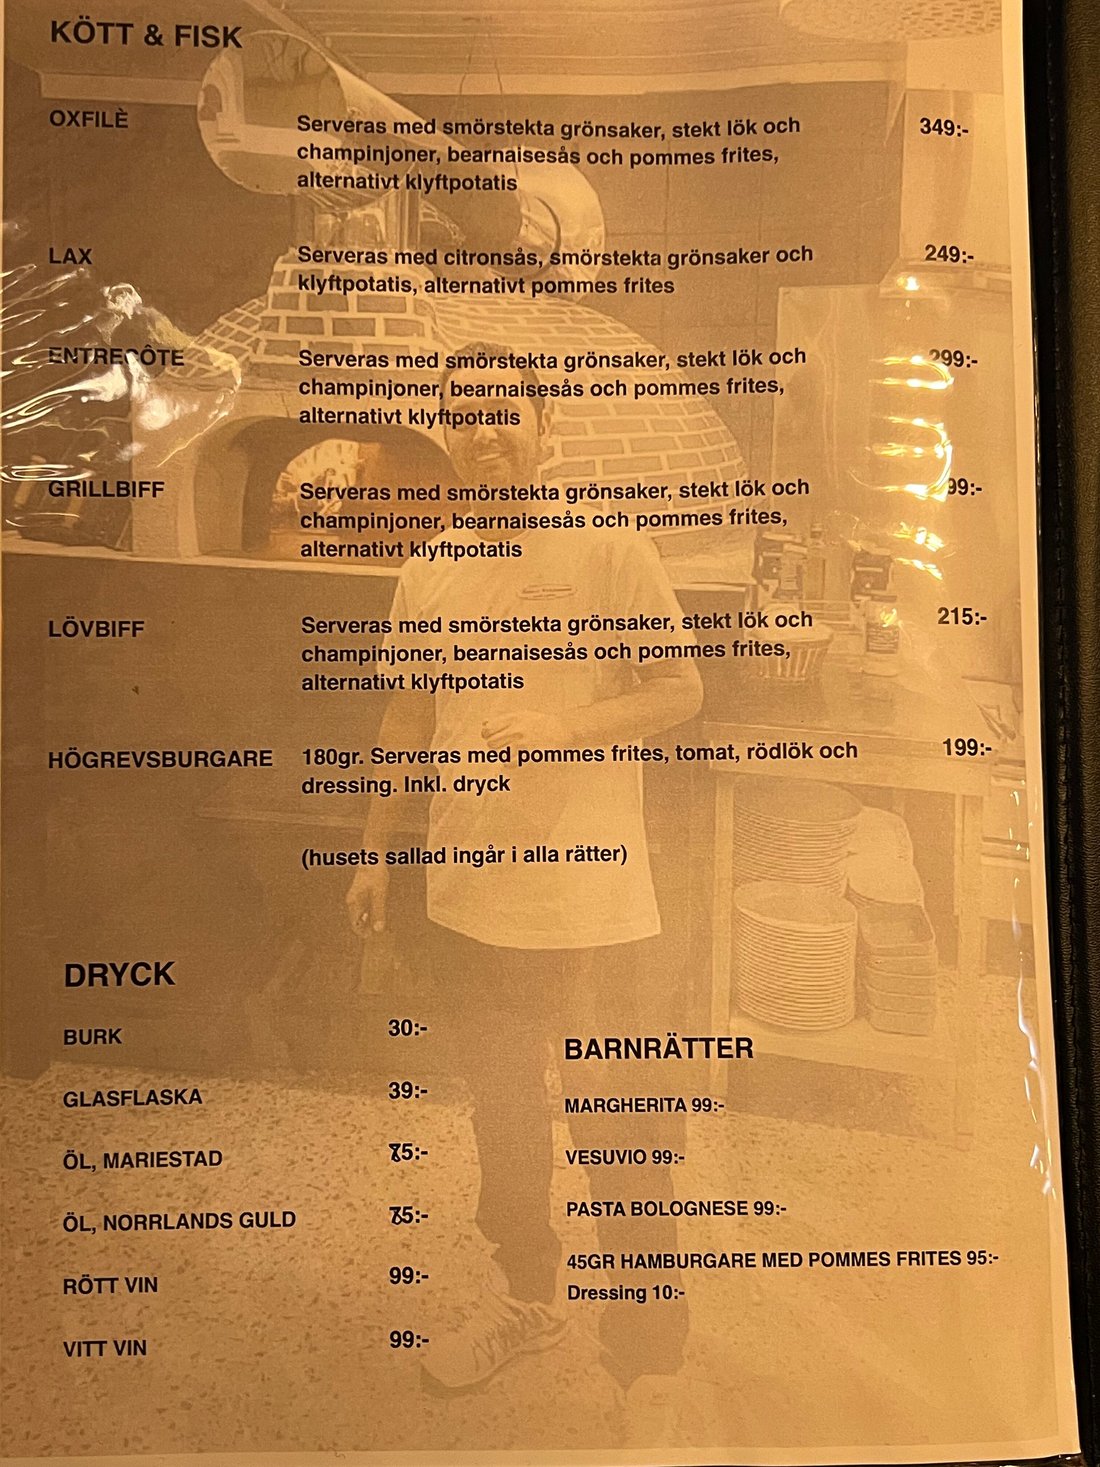 KÖTT & FISK
OXFILÈ
Serveras med smörstekta grönsaker, stekt lök och
champinjoner, bearnaisesås och pommes frites,
alternativt klyftpotatis
349:-
LAX
Serveras med citronsås, smörstekta grönsaker och
klyftpotatis, alternativt pommes frites
249:-
ENTRECÔTE
Serveras med smörstekta grönsaker, stekt lök och
champinjoner, bearnaisesås och pommes frites,
alternativt klyftpotatis
299:-
GRILLBIFF
Serveras med smörstekta grönsaker, stekt lök och
champinjoner, bearnaisesås och pommes frites,
alternativt klyftpotatis
LÖVBIFF
Serveras med smörstekta grönsaker, stekt lök och
champinjoner, bearnaisesås och pommes frites,
alternativt klyftpotatis
215:-
HÖGREVSBURGARE
180gr. Serveras med pommes frites, tomat, rödlök och
dressing. Inkl. dryck
199:-
(husets sallad ingår i alla rätter)
DRYCK
BURK 30:-
GLASFLASKA 39:-
ÖL, MARIESTAD
ÖL, NORRLANDS GULD
RÖTT VIN 99:-
VITT VIN 99:-
BARNRÄTTER
MARGHERITA 99:-
VESUVIO 99:-
PASTA BOLOGNESE 99:-
45GR HAMBURGARE MED POMMES FRITES 95:-
Dressing 10:-